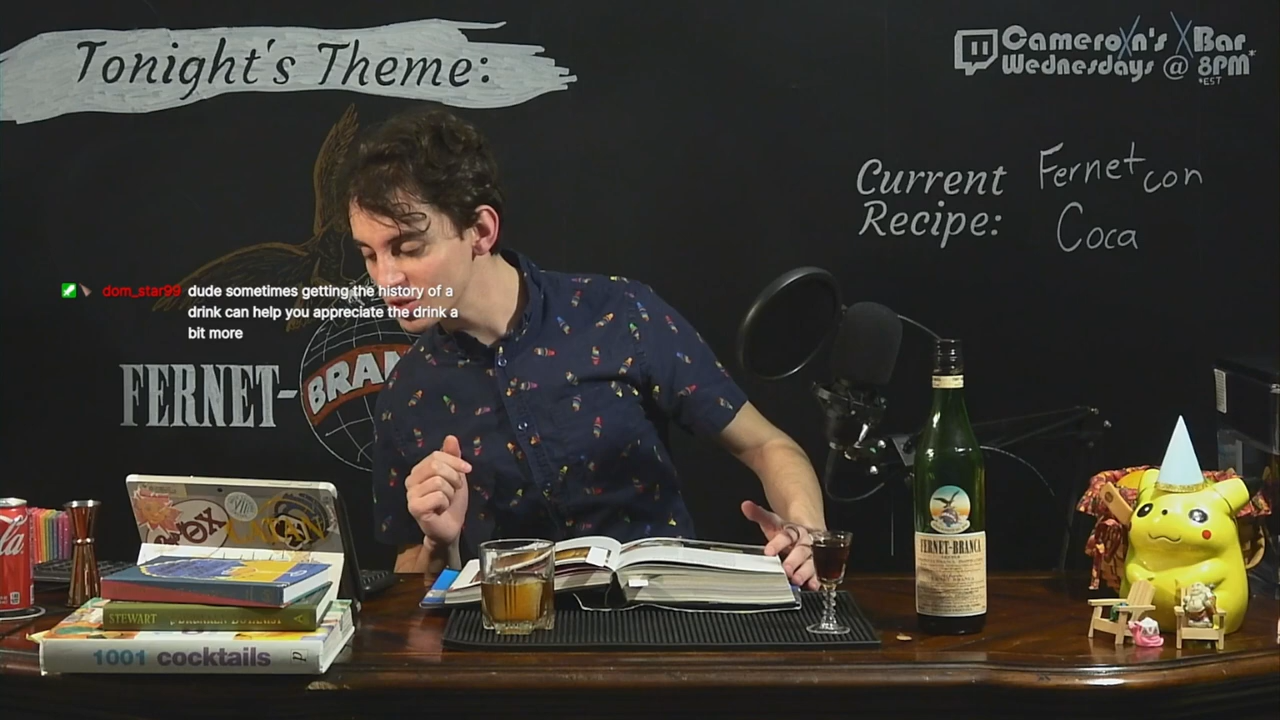 Tonight's Theme:
Cameron's Bar
Wednesdays @ 8PM*
*EST
Current
Recipe:
Fernet con
Coca
dom_star99 dude sometimes getting the history of a
drink can help you appreciate the drink a
bit more
FERNET-
BRAN
FERNET-BRANCA
STEWART
1001 cocktails
p